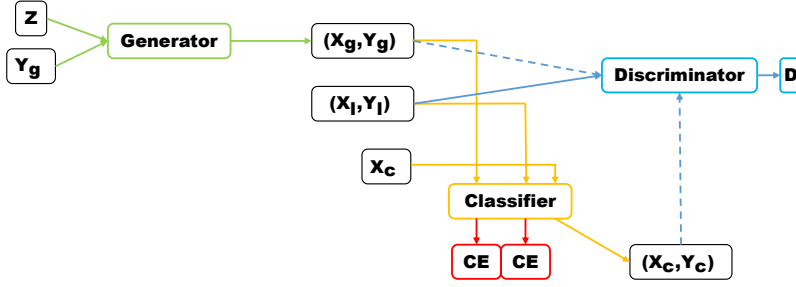 Z
Generator
(Xg,Yg)
Yg
Discriminator
D
(Xl,Yl)
Xc
Classifier
CE
CE
(Xc,Yc)